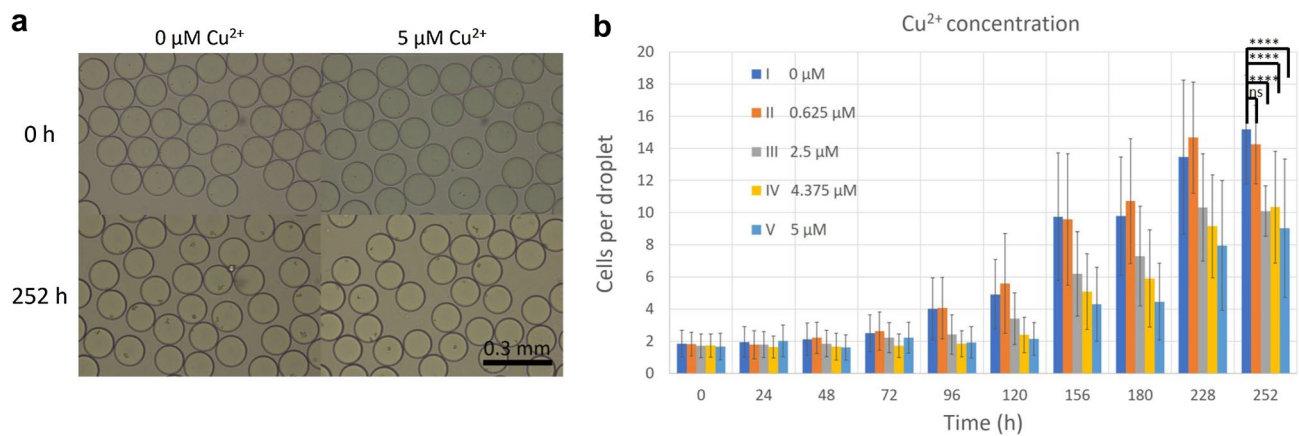 a
0 μM Cu²⁺
5 μM Cu²⁺
0 h
252 h
0.3 mm
b
Cu²⁺ concentration
Cells per droplet
20
18
16
14
12
10
8
6
4
2
0
I 0 μM
II 0.625 μM
III 2.5 μM
IV 4.375 μM
V 5 μM
****
****
****
ns
0 24 48 72 96 120 156 180 228 252
Time (h)